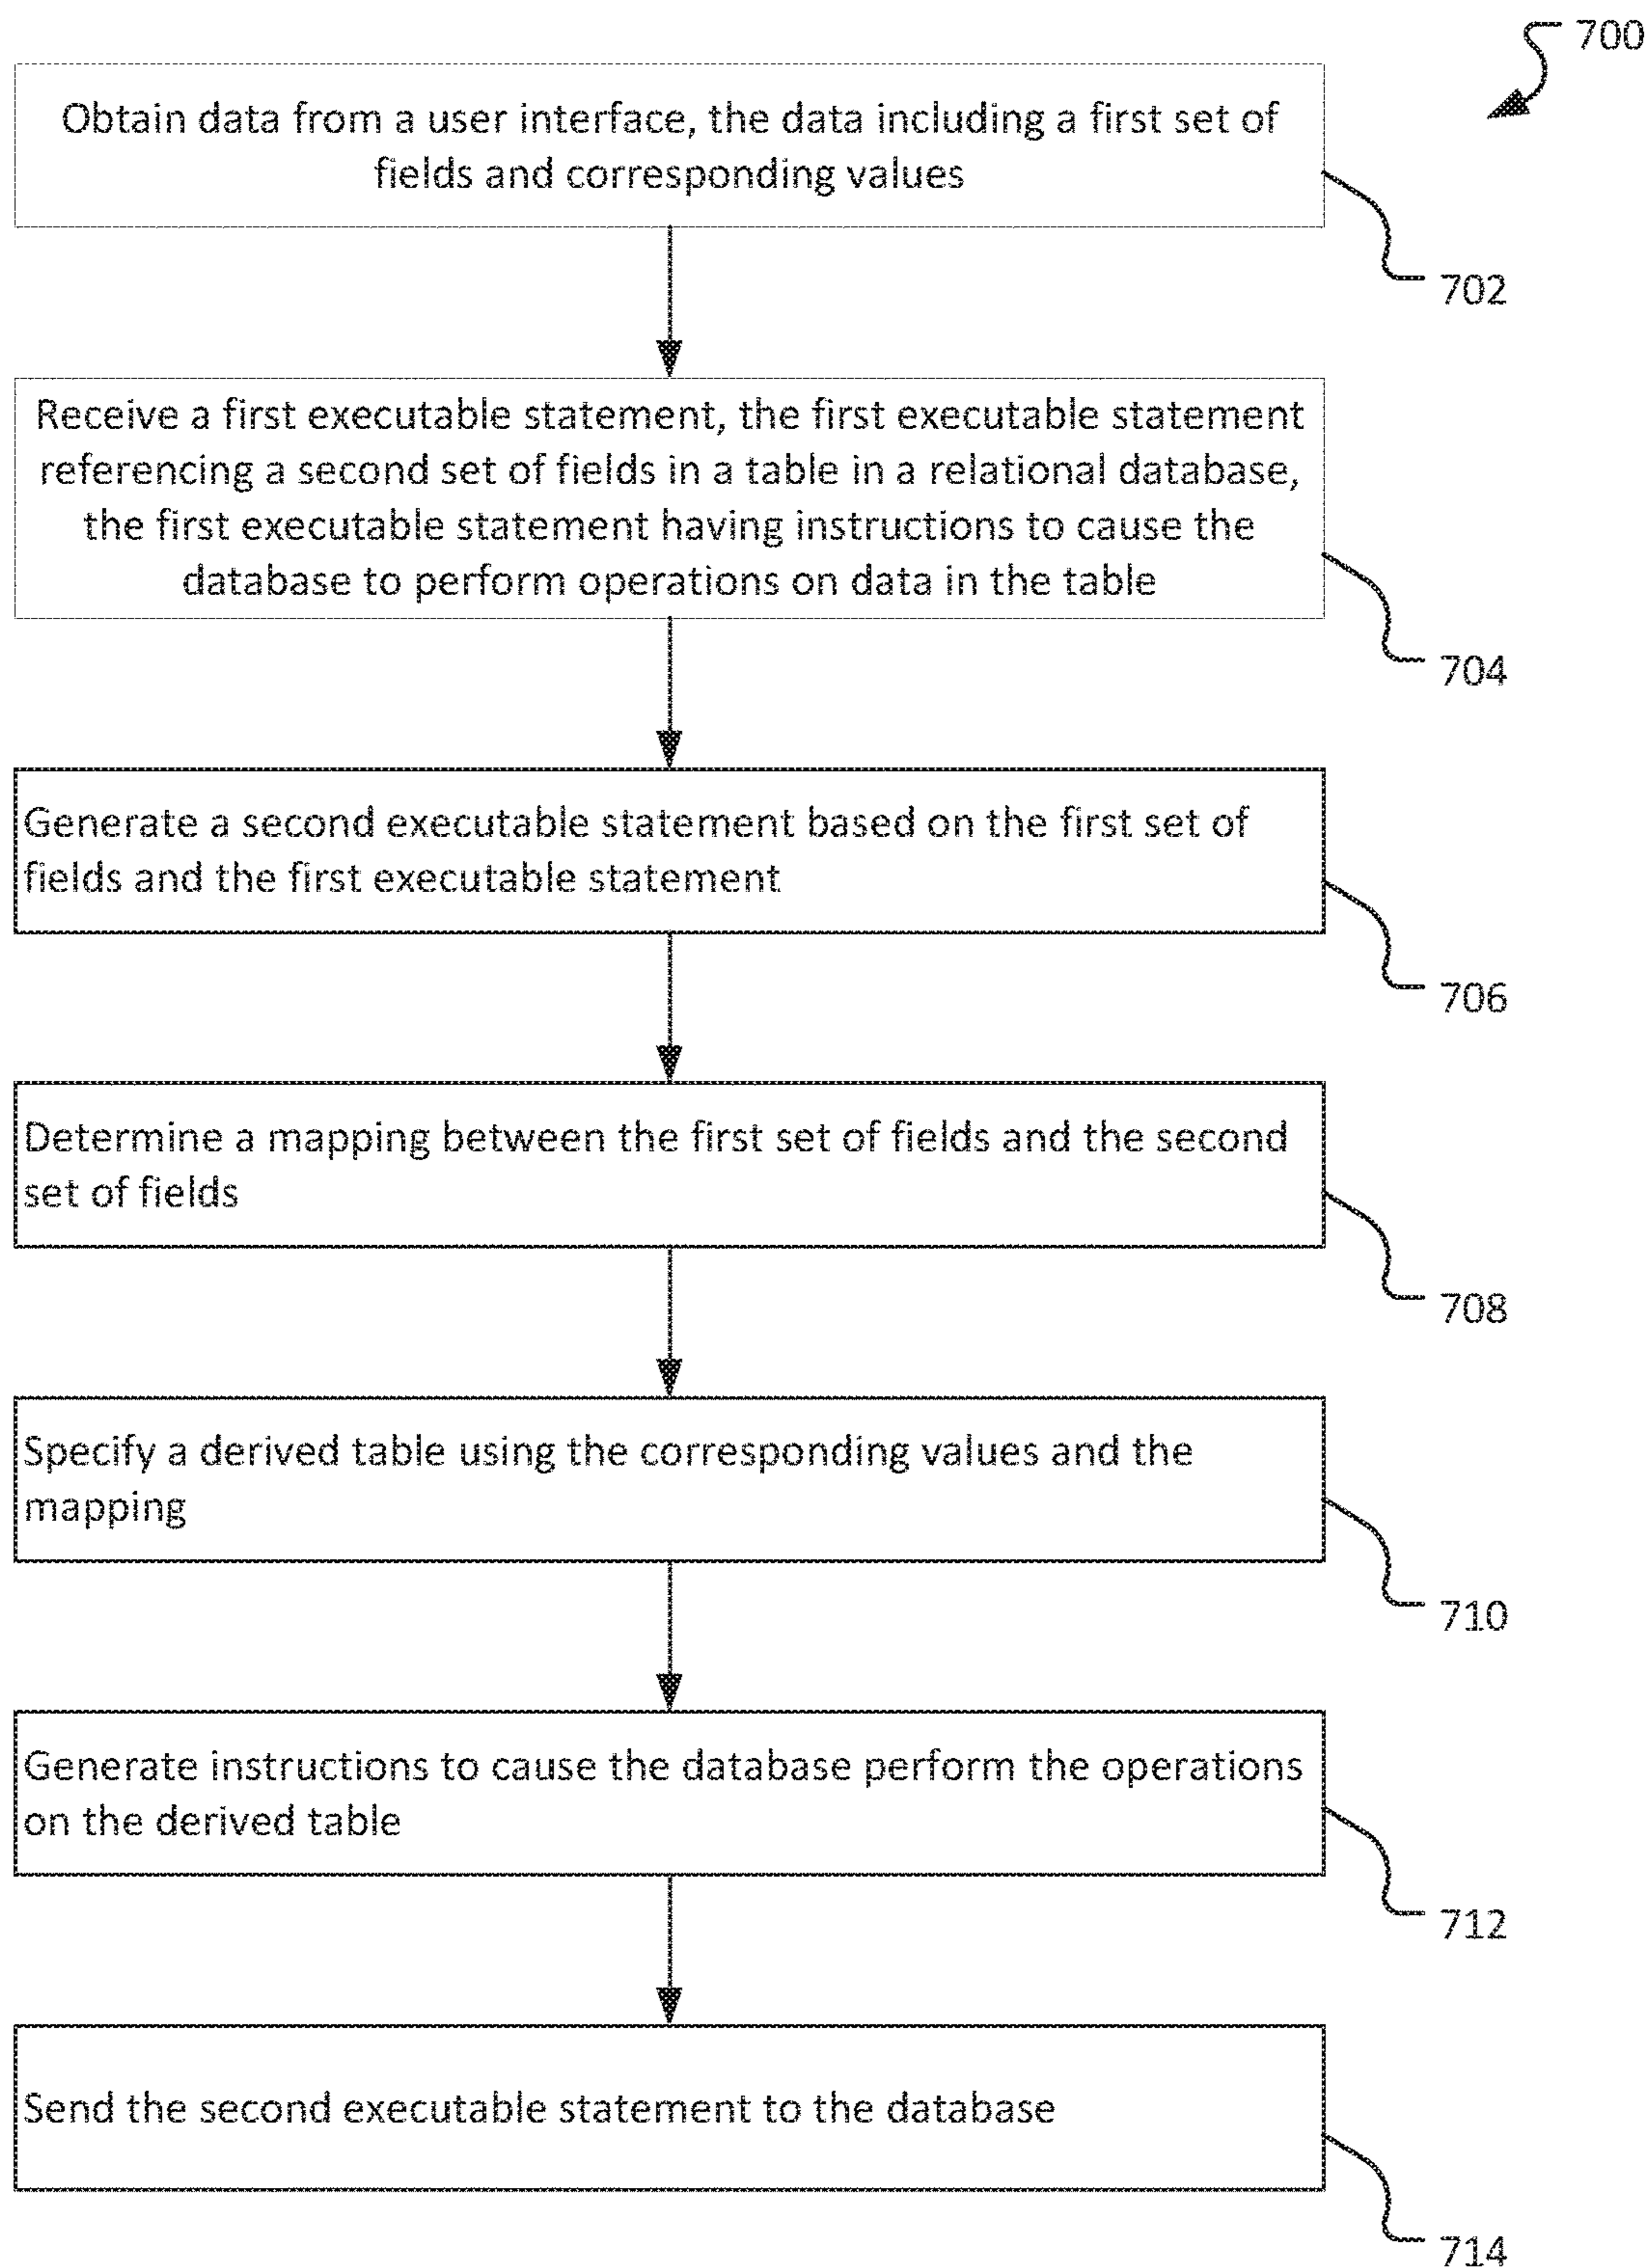 700
Obtain data from a user interface, the data including a first set of
fields and corresponding values
702
Receive a first executable statement, the first executable statement
referencing a second set of fields in a table in a relational database,
the first executable statement having instructions to cause the
database to perform operations on data in the table
704
Generate a second executable statement based on the first set of
fields and the first executable statement
706
Determine a mapping between the first set of fields and the second
set of fields
708
Specify a derived table using the corresponding values and the
mapping
710
Generate instructions to cause the database perform the operations
on the derived table
712
Send the second executable statement to the database
714